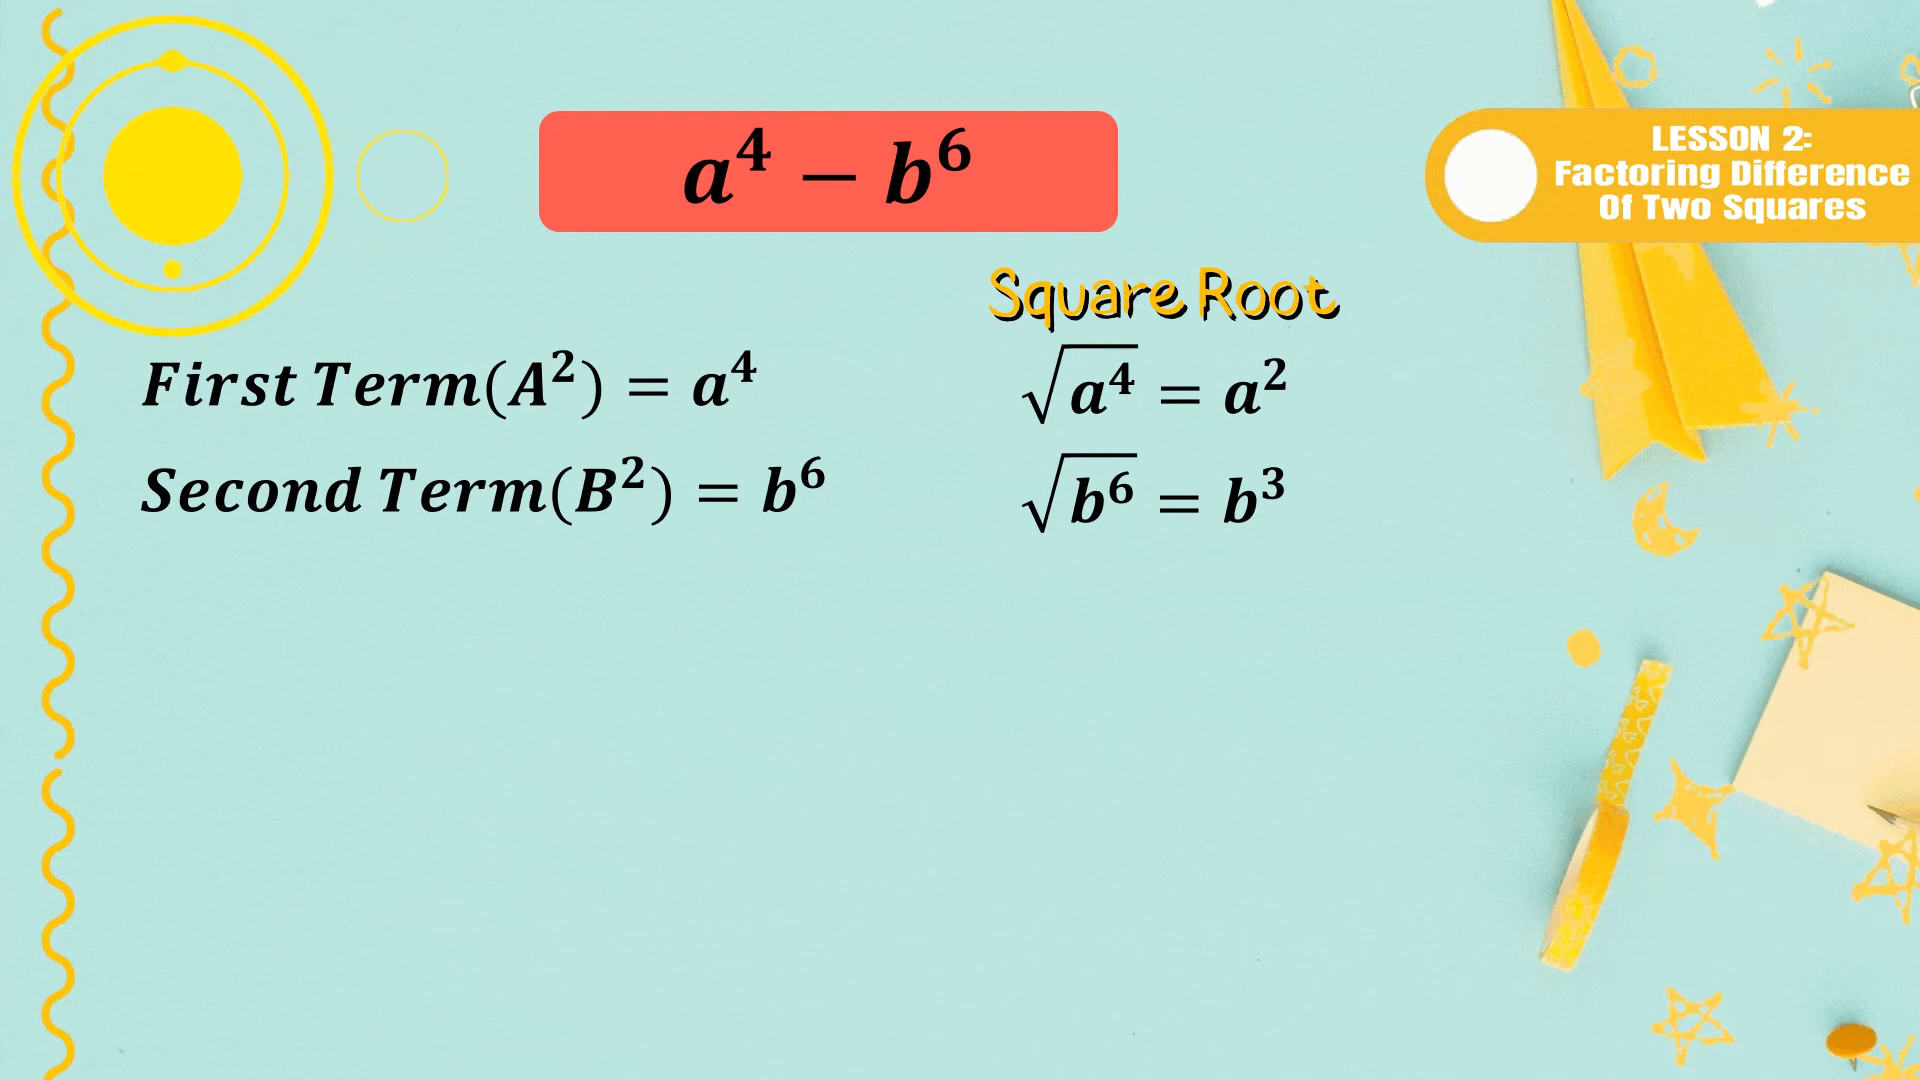 a⁴ − b⁶
LESSON 2:
Factoring Difference
Of Two Squares
Square Root
First Term(A²) = a⁴
√a⁴ = a²
Second Term(B²) = b⁶
√b⁶ = b³